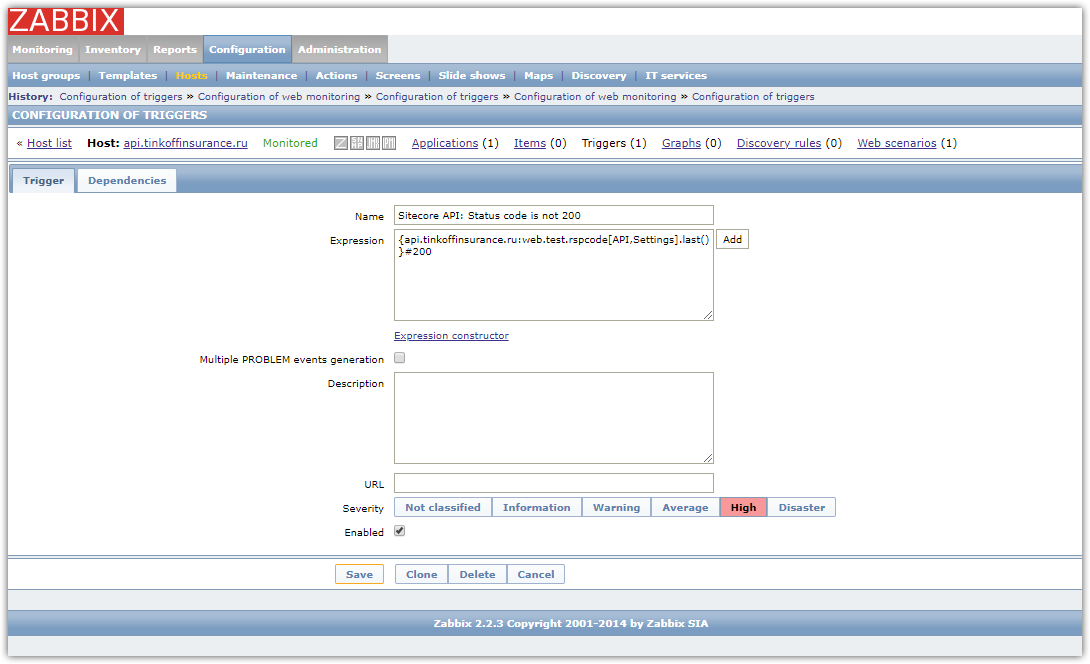 ZABBIX
Monitoring Inventory Reports Configuration Administration
Host groups | Templates | Hosts | Maintenance | Actions | Screens | Slide shows | Maps | Discovery | IT services
History: Configuration of triggers » Configuration of web monitoring » Configuration of triggers » Configuration of web monitoring » Configuration of triggers
CONFIGURATION OF TRIGGERS
« Host list Host: api.tinkoffinsurance.ru Monitored Applications (1) Items (0) Triggers (1) Graphs (0) Discovery rules (0) Web scenarios (1)
Trigger Dependencies
Name Sitecore API: Status code is not 200
Expression {api.tinkoffinsurance.ru:web.test.rspcode[API,Settings].last() Add
}#200
Expression constructor
Multiple PROBLEM events generation
Description
URL
Severity Not classified Information Warning Average High Disaster
Enabled
Save Clone Delete Cancel
Zabbix 2.2.3 Copyright 2001-2014 by Zabbix SIA